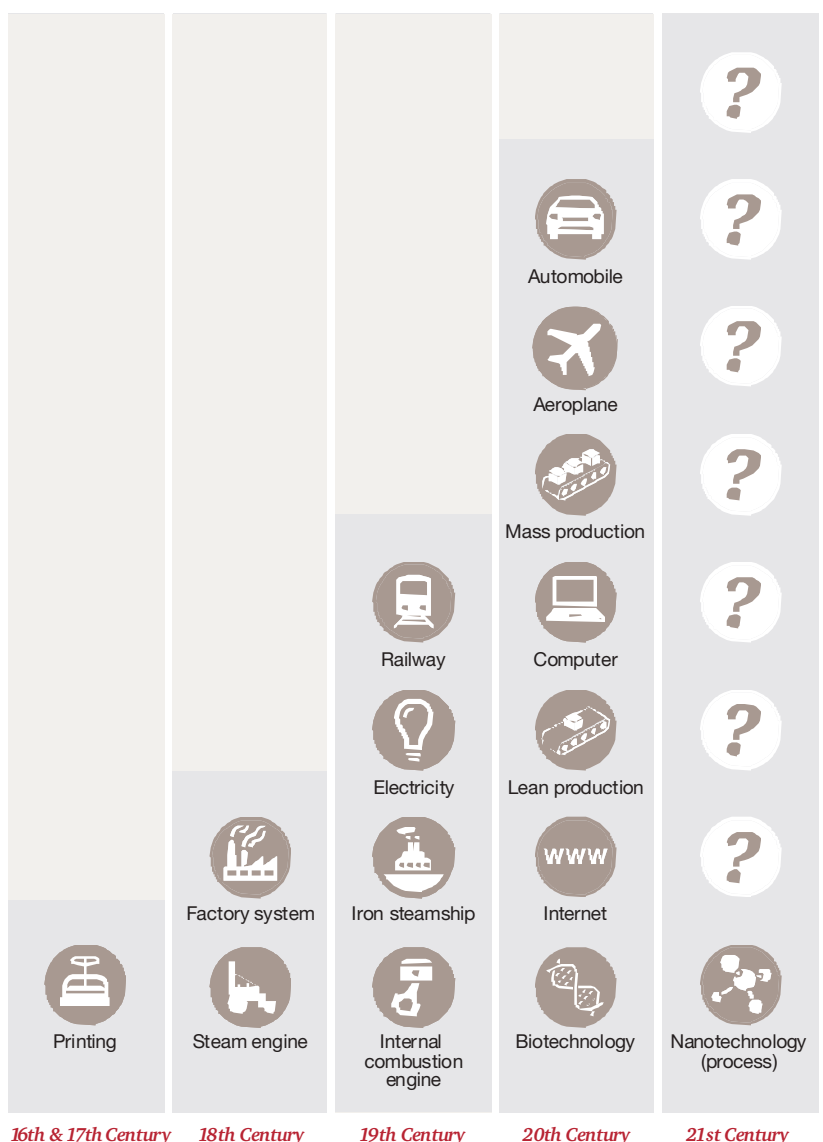 ?
?
Automobile
?
Aeroplane
?
Mass production
?
Railway
Computer
?
Electricity
Lean production
www
?
Factory system
Iron steamship
Internet
Printing
Steam engine
Internal
combustion
engine
Biotechnology
Nanotechnology
(process)
16th & 17th Century
18th Century
19th Century
20th Century
21st Century